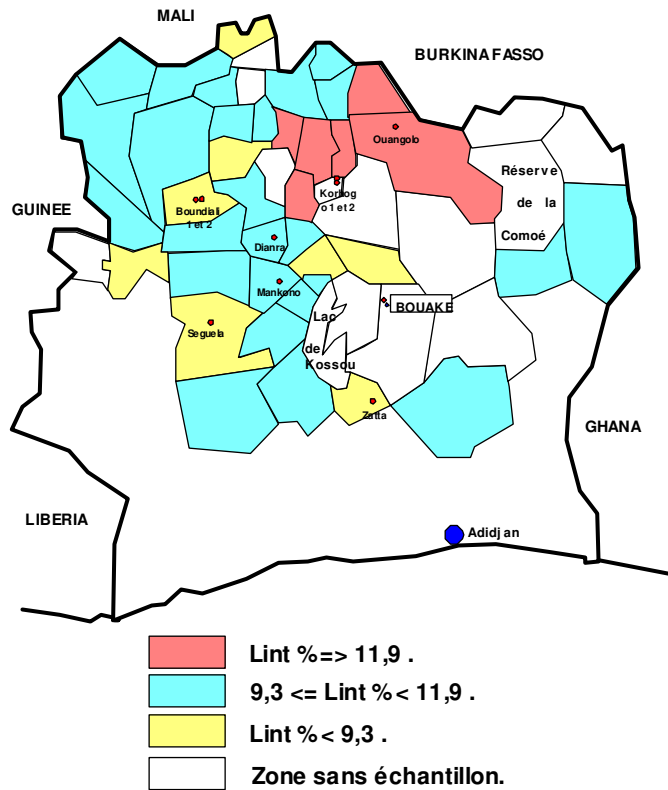 MALI
BURKINA FASSO
Ouangolo
Réserve
de la
Comoé
Korhog
o 1 et 2
GUINEE
Boundiali
1 et 2
Dianra
Mankono
BOUAKE
Lac
de
Kossou
Seguela
Zatta
GHANA
LIBERIA
Adidjan
Lint %=> 11,9 .
9,3 <= Lint %< 11,9 .
Lint %< 9,3 .
Zone sans échantillon.